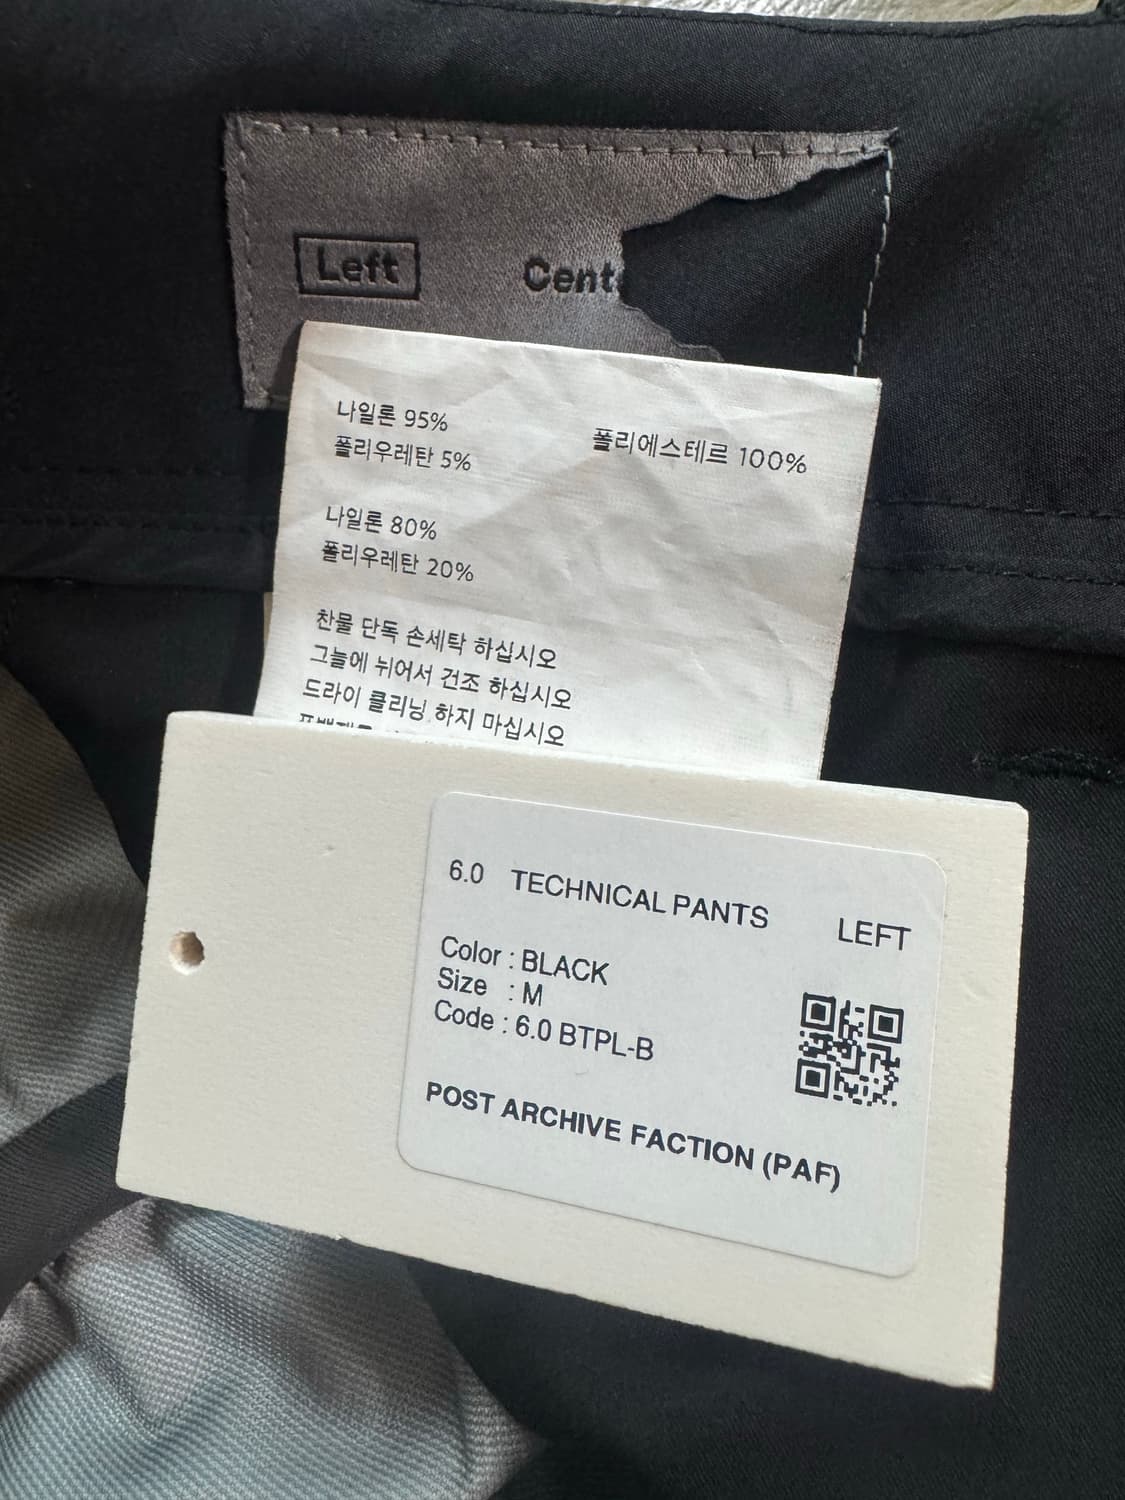 Left
나일론 95%
폴리우레탄 5%
폴리에스테르 100%
나일론 80%
폴리우레탄 20%
찬물 단독 손세탁 하십시오
그늘에 뉘어서 건조 하십시오
드라이 클리닝 하지 마십시오
6.0 TECHNICAL PANTS LEFT
Color : BLACK
Size : M
Code : 6.0 BTPL-B
POST ARCHIVE FACTION (PAF)